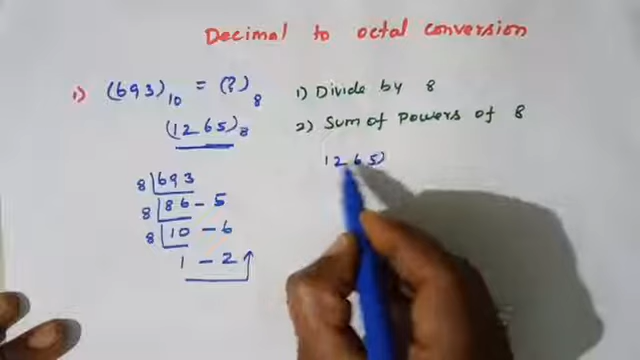 Decimal to octal conversion
1) (693)10 = (?)8
(1265)8
8 693
8 86 - 5
8 10 - 6
1 - 2
1) Divide by 8
2) Sum of Powers of 8
1265)